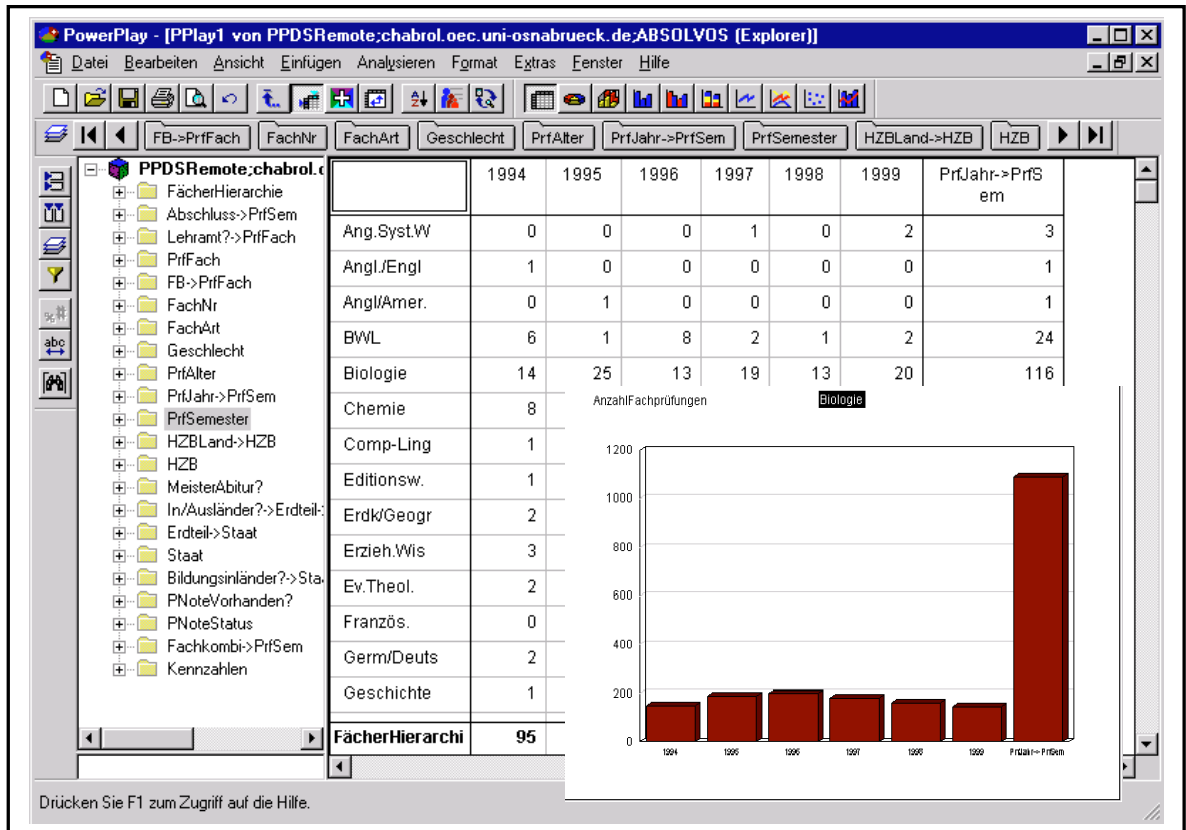 PowerPlay - [PPlay1 von PPDSRemote;chabrol.oec.uni-osnabrueck.de;ABSOLVOS (Explorer)]
Datei Bearbeiten Ansicht Einfügen Analysieren Format Extras Fenster Hilfe
FB->PrfFach FachNr FachArt Geschlecht PrfAlter PrfJahr->PrfSem PrfSemester HZBLand->HZB HZB
PPDSRemote;chabrol.
FächerHierarchie
Abschluss->PrfSem
Lehramt?->PrfFach
PrfFach
FB->PrfFach
FachNr
FachArt
Geschlecht
PrfAlter
PrfJahr->PrfSem
PrfSemester
HZBLand->HZB
HZB
MeisterAbitur?
In/Ausländer?->Erdteil-
Erdteil->Staat
Staat
Bildungsinländer?->Sta
PNoteVorhanden?
PNoteStatus
Fachkombi->PrfSem
Kennzahlen
1994 1995 1996 1997 1998 1999 PrfJahr->PrfS
em
Ang.Syst.W 0 0 0 1 0 2 3
Angl./Engl 1 0 0 0 0 0 1
Angl/Amer. 0 1 0 0 0 0 1
BWL 6 1 8 2 1 2 24
Biologie 14 25 13 19 13 20 116
Chemie 8
Comp-Ling 1
Editionsw. 1
Erdk/Geogr 2
Erzieh.Wis 3
Ev.Theol. 2
Französ. 0
Germ/Deuts 2
Geschichte 1
FächerHierarchi 95
AnzahlFachprüfungen Biologie
1200
1000
800
600
400
200
0
1994 1995 1996 1997 1998 1999 PrfJahr-> PrfSem
Drücken Sie F1 zum Zugriff auf die Hilfe.